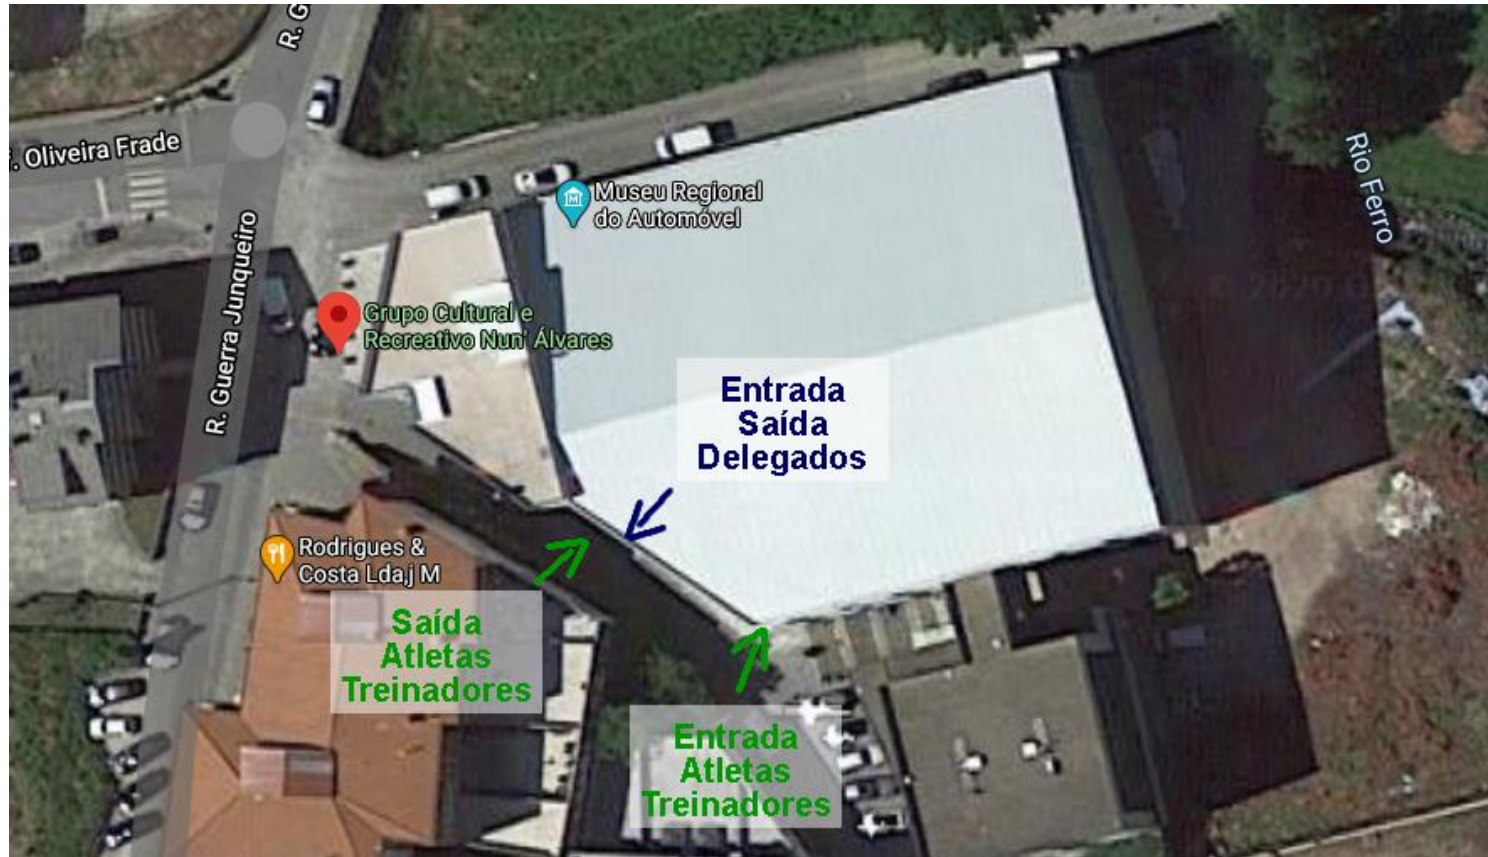 R. G
. Oliveira Frade
Museu Regional
do Automóvel
Rio Ferro
R. Guerra Junqueiro
Grupo Cultural e
Recreativo Nun' Álvares
Entrada
Saída
Delegados
Rodrigues &
Costa Lda,j M
Saída
Atletas
Treinadores
Entrada
Atletas
Treinadores